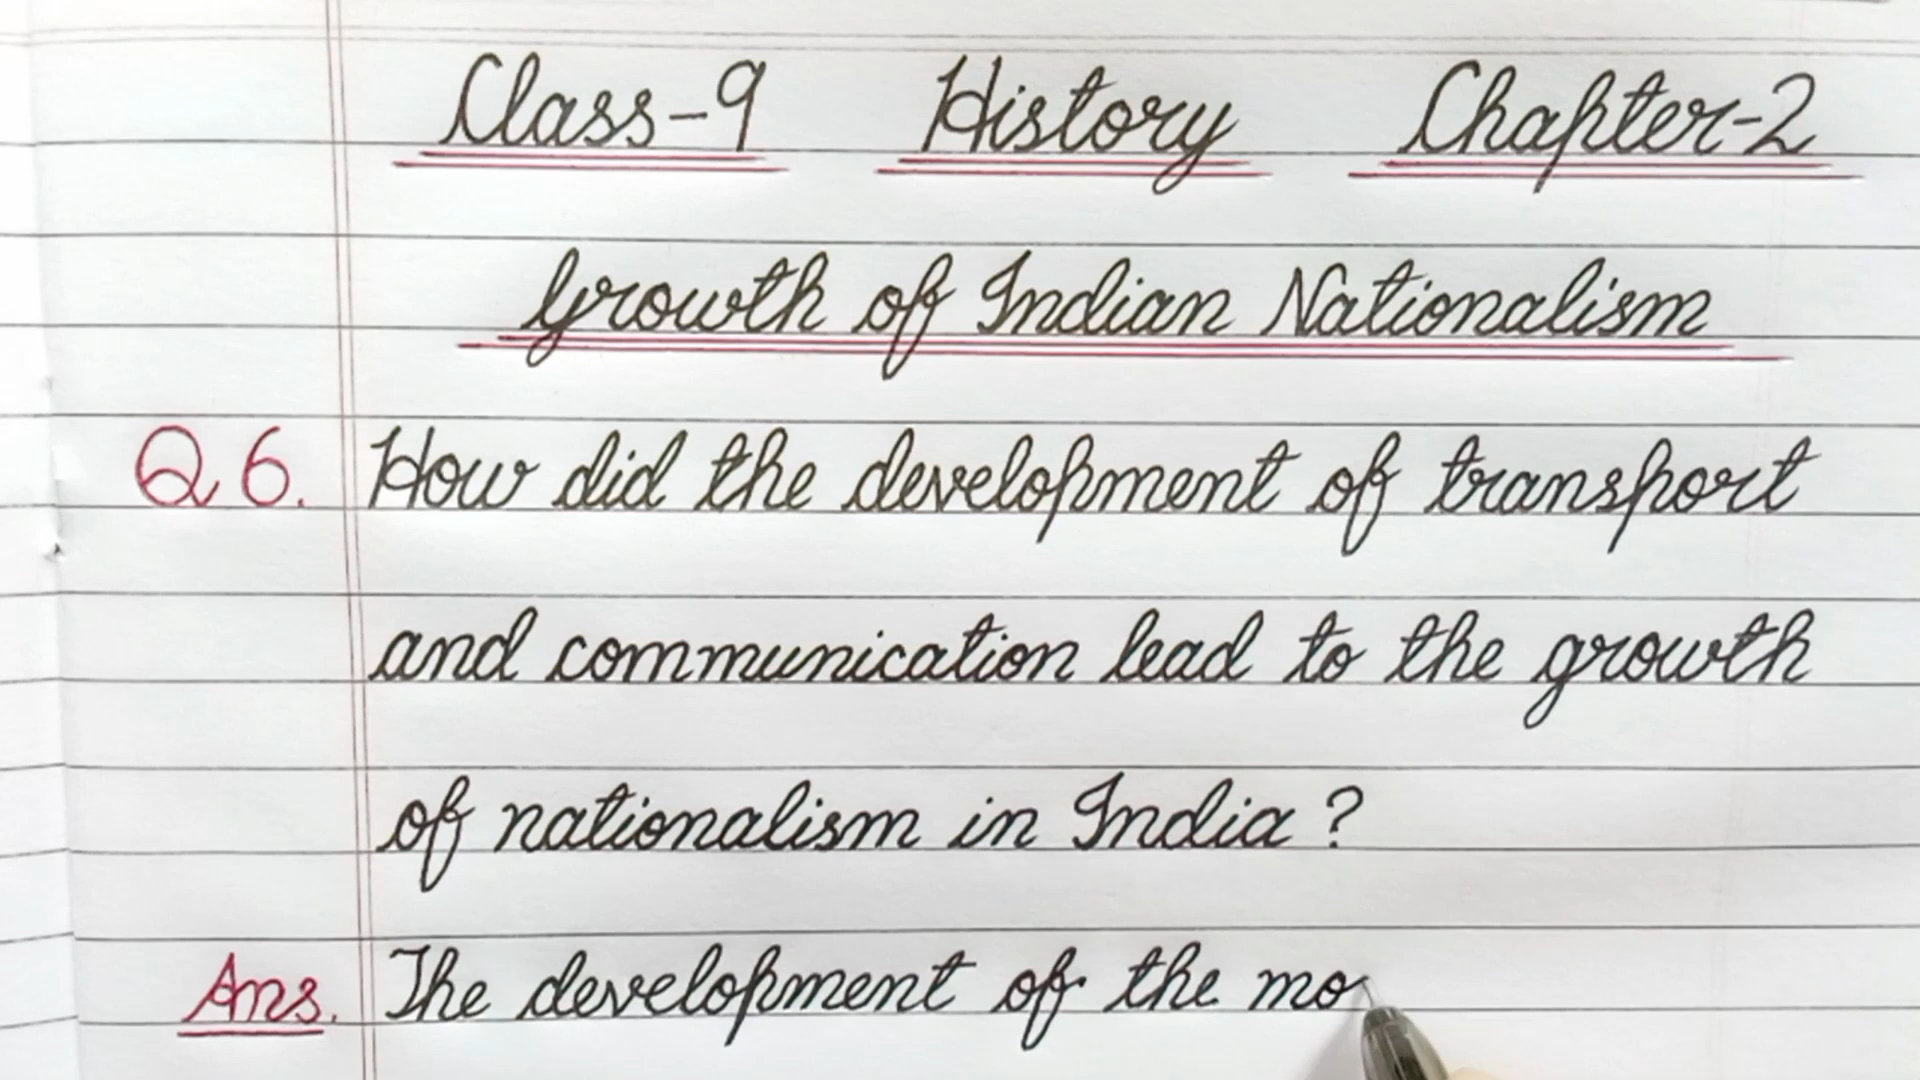 Class-9 History Chapter-2
Growth of Indian Nationalism
Q 6. How did the development of transport
and communication lead to the growth
of nationalism in India ?
Ans. The development of the mo